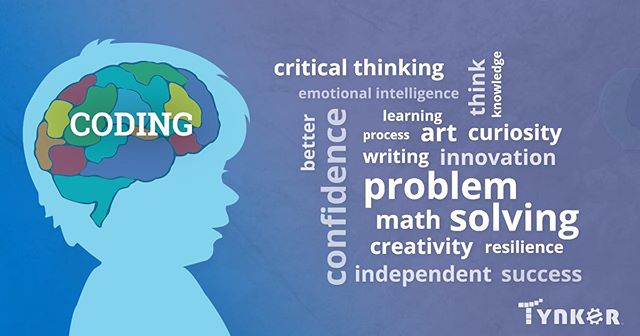 CODING
critical thinking
emotional intelligence
think
knowledge
better
confidence
learning
process
art
curiosity
writing
innovation
problem
math
solving
creativity
resilience
independent
success
TYNKER